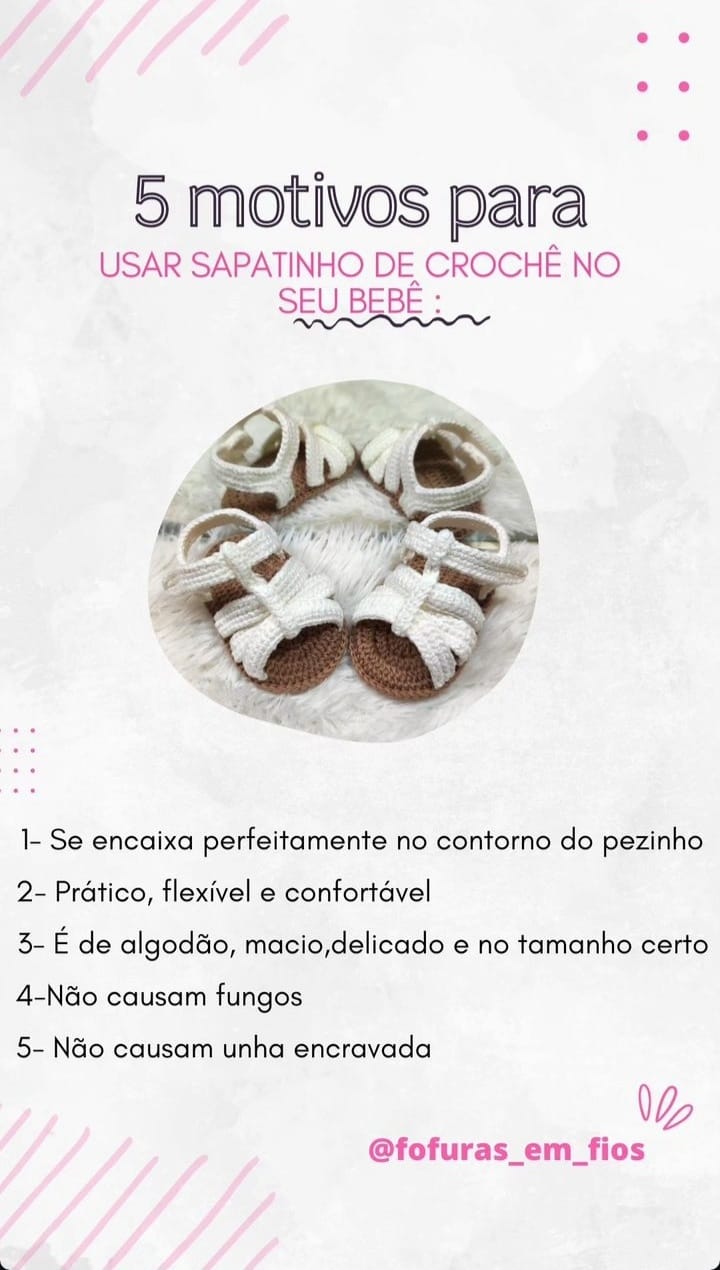 5 motivos para
USAR SAPATINHO DE CROCHÊ NO
SEU BEBÊ :
1- Se encaixa perfeitamente no contorno do pezinho
2- Prático, flexível e confortável
3- É de algodão, macio,delicado e no tamanho certo
4-Não causam fungos
5- Não causam unha encravada
@fofuras_em_fios